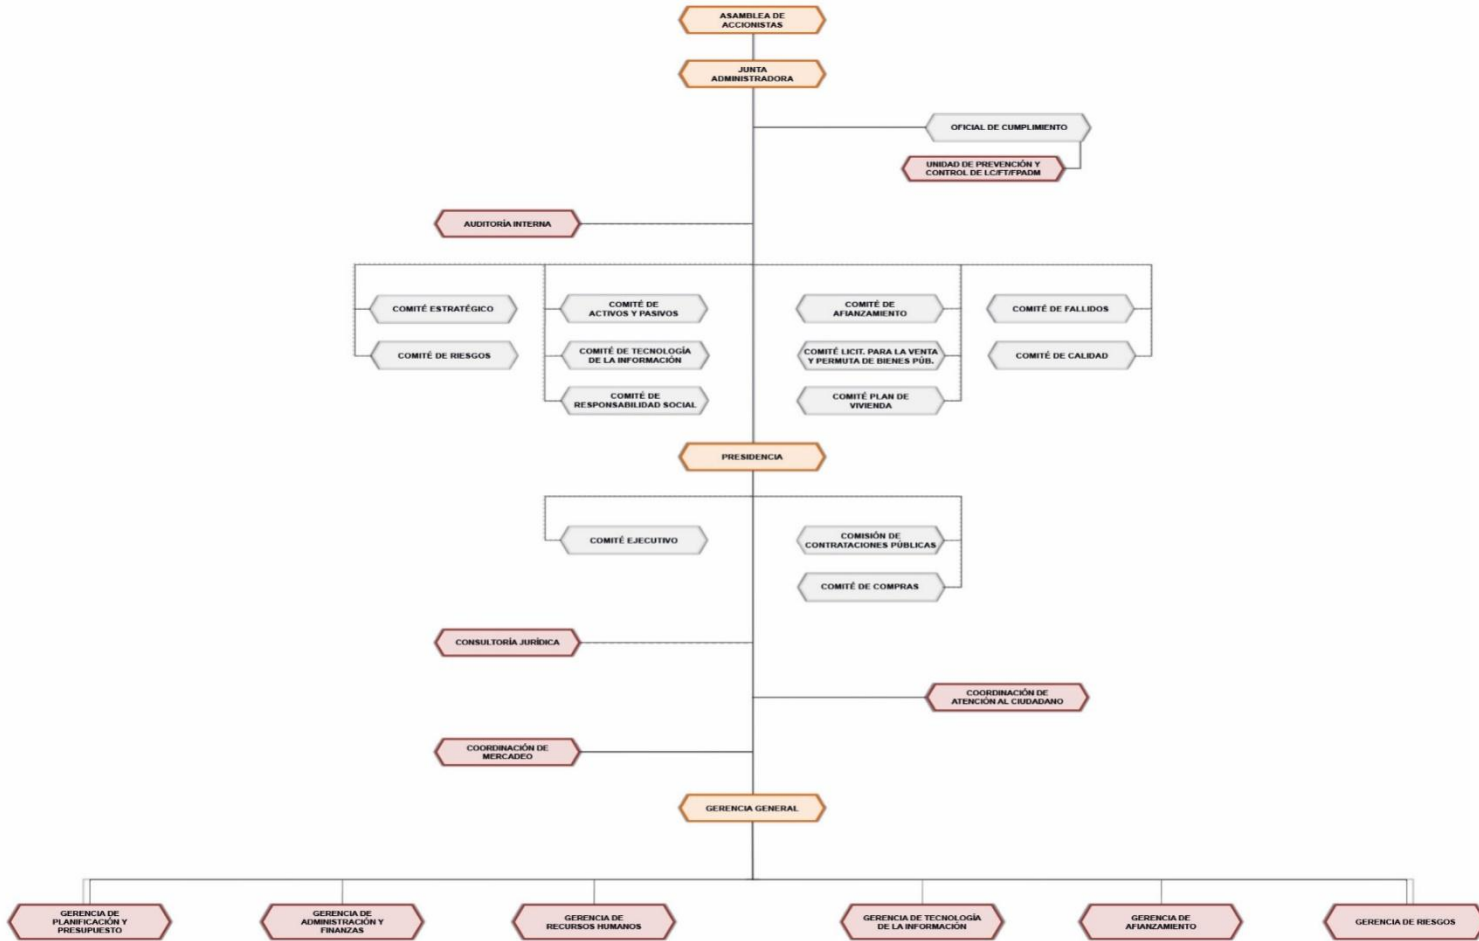 ASAMBLEA DE
ACCIONISTAS
JUNTA
ADMINISTRADORA
OFICIAL DE CUMPLIMIENTO
UNIDAD DE PREVENCIÓN Y
CONTROL DE LC/FT/FPADM
AUDITORÍA INTERNA
COMITÉ ESTRATÉGICO
COMITÉ DE
ACTIVOS Y PASIVOS
COMITÉ DE
AFIANZAMIENTO
COMITÉ DE FALLIDOS
COMITÉ DE RIESGOS
COMITÉ DE TECNOLOGÍA
DE LA INFORMACIÓN
COMITÉ LICIT. PARA LA VENTA
Y PERMUTA DE BIENES PÚB.
COMITÉ DE CALIDAD
COMITÉ DE
RESPONSABILIDAD SOCIAL
COMITÉ PLAN DE
VIVIENDA
PRESIDENCIA
COMITÉ EJECUTIVO
COMISIÓN DE
CONTRATACIONES PÚBLICAS
COMITÉ DE COMPRAS
CONSULTORÍA JURÍDICA
COORDINACIÓN DE
ATENCIÓN AL CIUDADANO
COORDINACIÓN DE
MERCADEO
GERENCIA GENERAL
GERENCIA DE
PLANIFICACIÓN Y
PRESUPUESTO
GERENCIA DE
ADMINISTRACIÓN Y
FINANZAS
GERENCIA DE
RECURSOS HUMANOS
GERENCIA DE TECNOLOGÍA
DE LA INFORMACIÓN
GERENCIA DE
AFIANZAMIENTO
GERENCIA DE RIESGOS